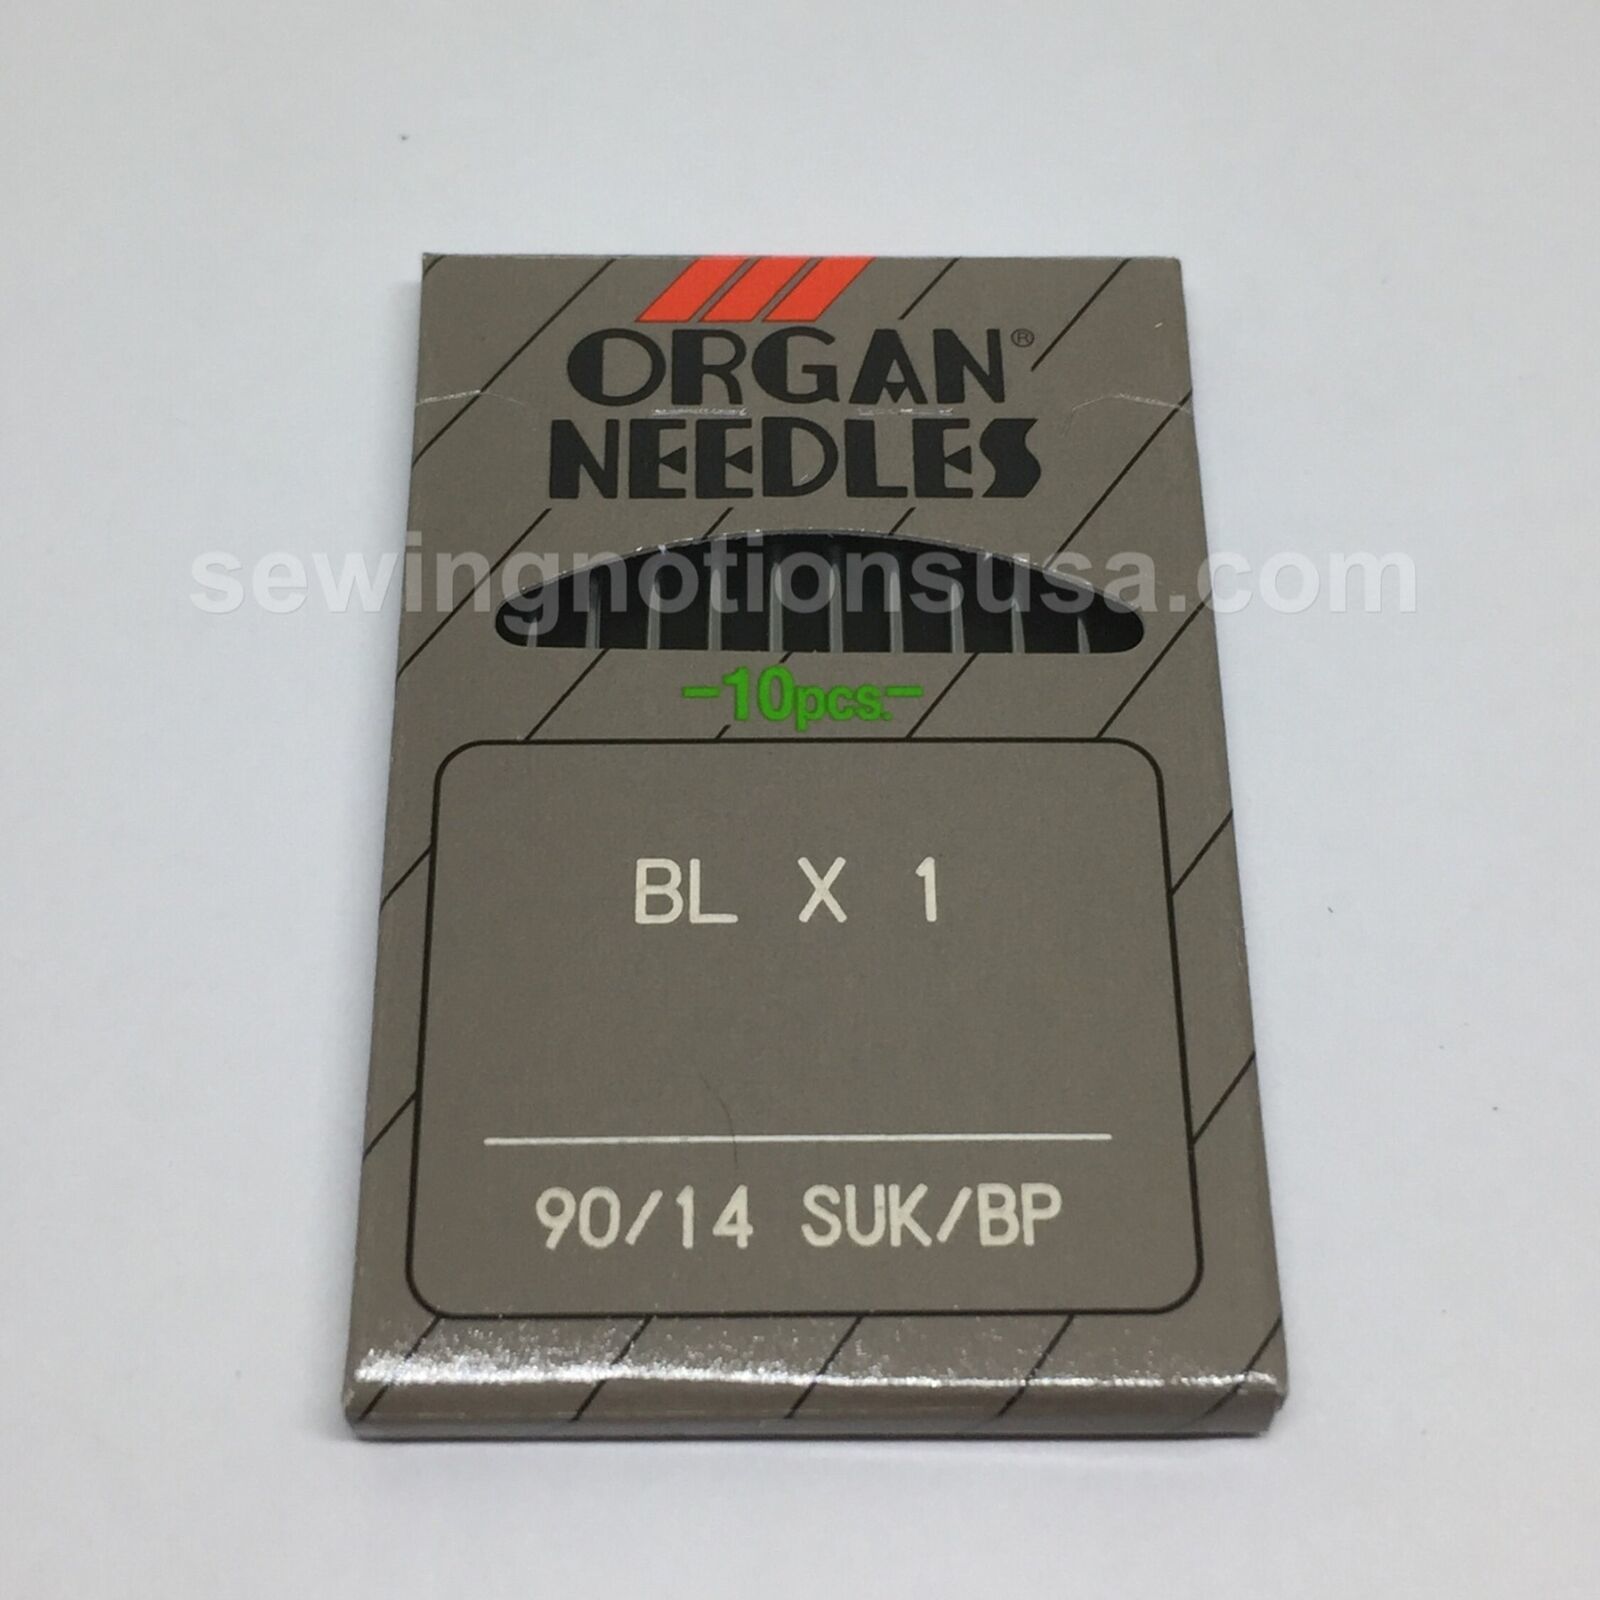 ORGAN®
NEEDLES
sewingnotionsusa.com
-10pcs.-
BL X 1
90/14 SUK/BP